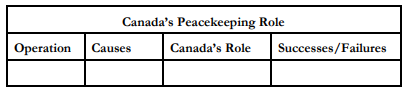 Canada's Peacekeeping Role
Operation Causes Canada's Role Successes/Failures